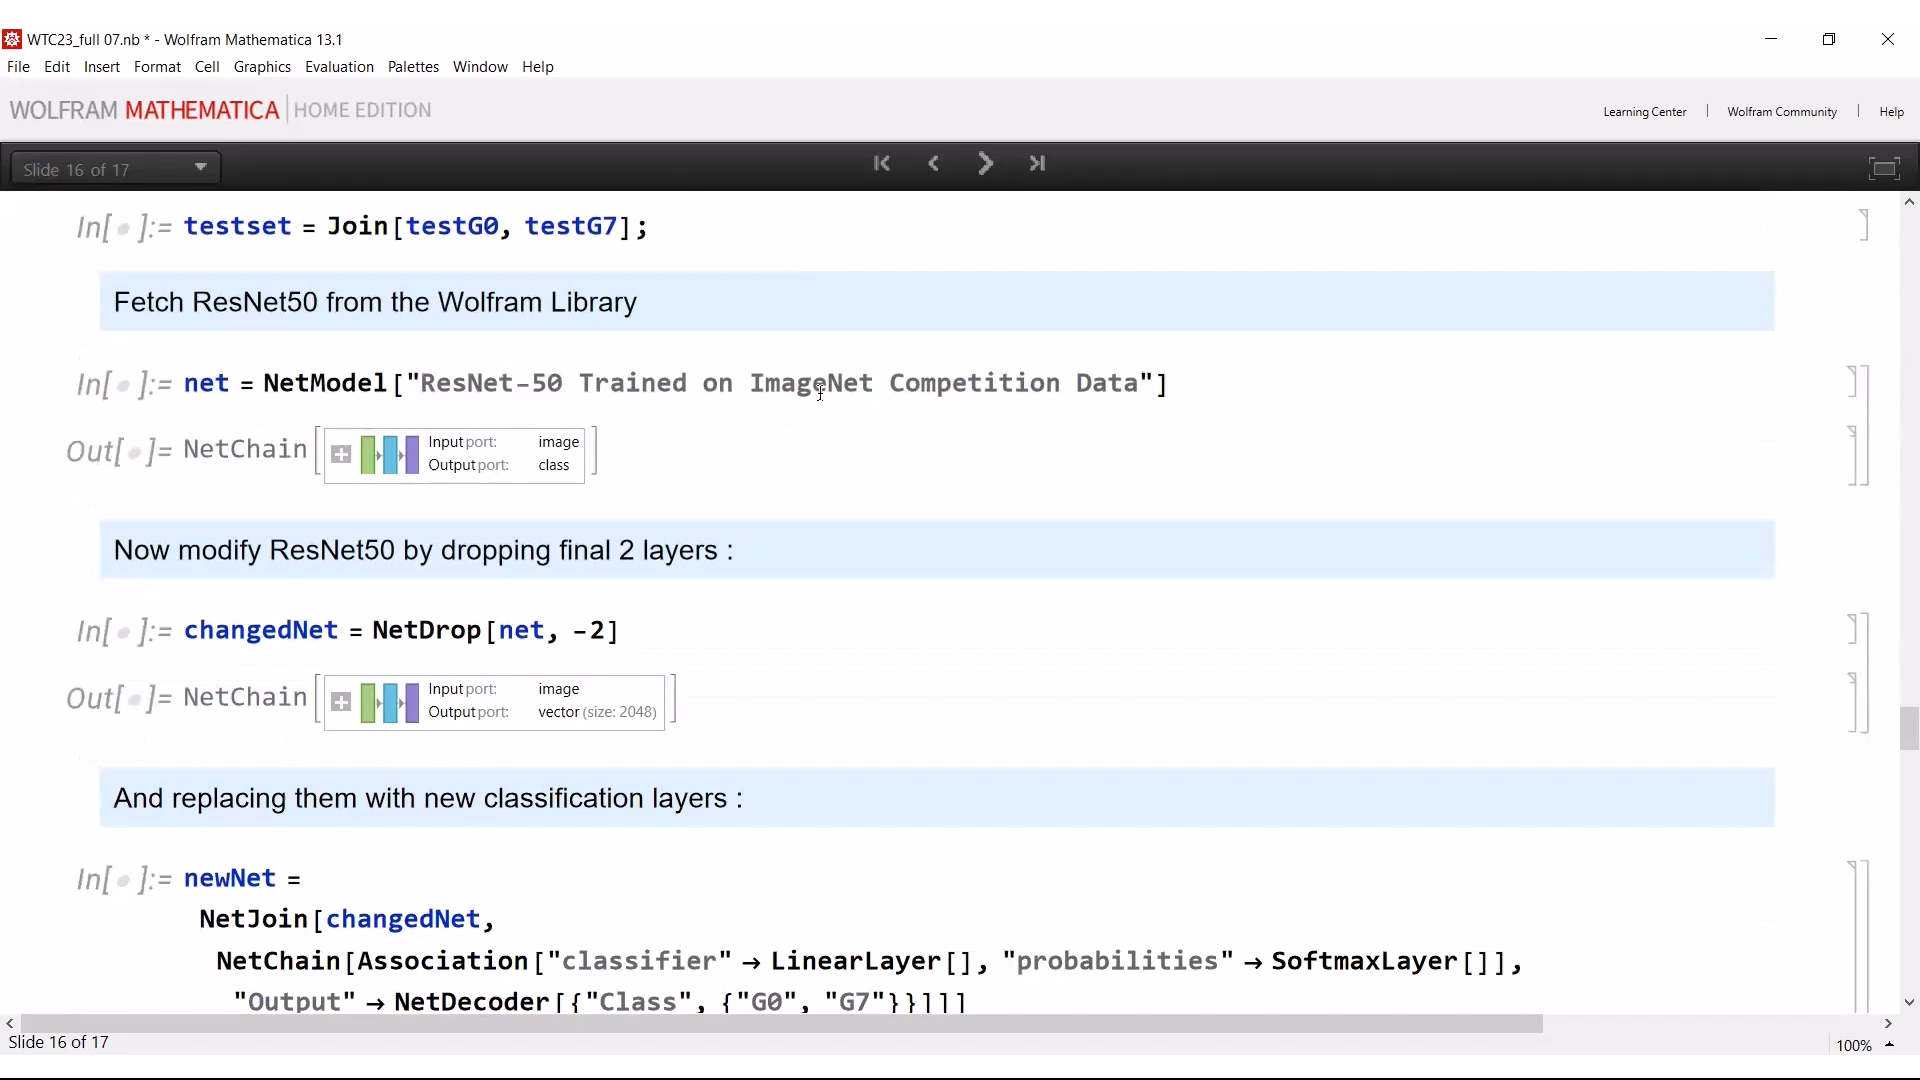 WTC23_full 07.nb * - Wolfram Mathematica 13.1
File Edit Insert Format Cell Graphics Evaluation Palettes Window Help
WOLFRAM MATHEMATICA | HOME EDITION
Learning Center | Wolfram Community | Help
Slide 16 of 17
In[ • ]:= testset = Join[testG0, testG7];
Fetch ResNet50 from the Wolfram Library
In[ • ]:= net = NetModel["ResNet-50 Trained on ImageNet Competition Data"]
Out[ • ]= NetChain[
Input port: image
Output port: class
]
Now modify ResNet50 by dropping final 2 layers :
In[ • ]:= changedNet = NetDrop[net, -2]
Out[ • ]= NetChain[
Input port: image
Output port: vector (size: 2048)
]
And replacing them with new classification layers :
In[ • ]:= newNet =
NetJoin[changedNet,
NetChain[Association["classifier" → LinearLayer[], "probabilities" → SoftmaxLayer[]],
"Output" → NetDecoder[{"Class", {"G0", "G7"}}]]]
Slide 16 of 17
100%